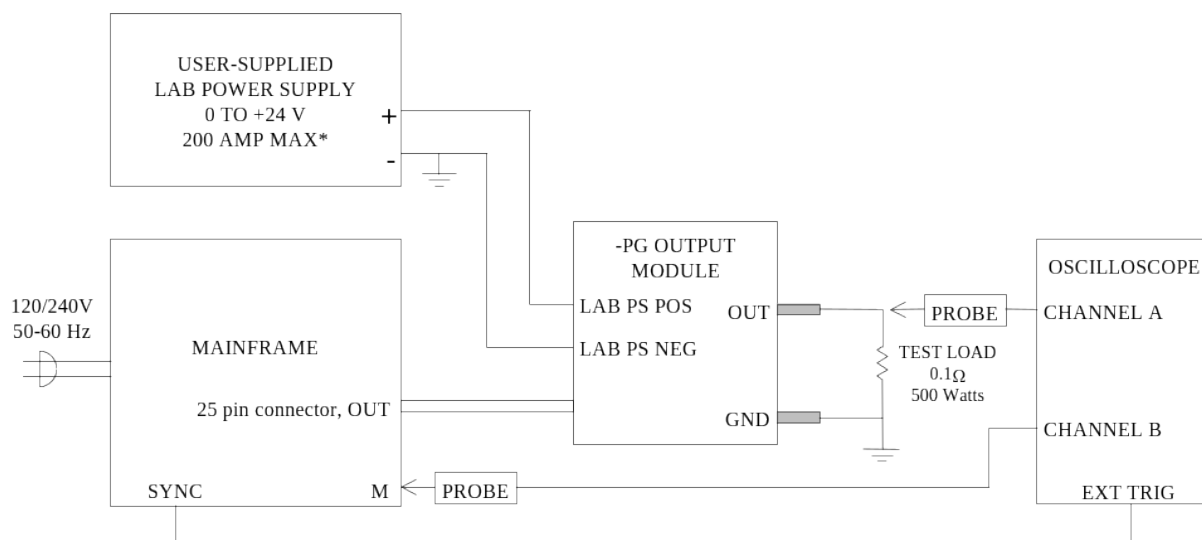 USER-SUPPLIED
LAB POWER SUPPLY
0 TO +24 V
200 AMP MAX*
+
-
-PG OUTPUT
MODULE
LAB PS POS
LAB PS NEG
OUT
GND
OSCILLOSCOPE
PROBE
CHANNEL A
TEST LOAD
0.1Ω
500 Watts
CHANNEL B
EXT TRIG
120/240V
50-60 Hz
MAINFRAME
25 pin connector, OUT
SYNC
M
PROBE